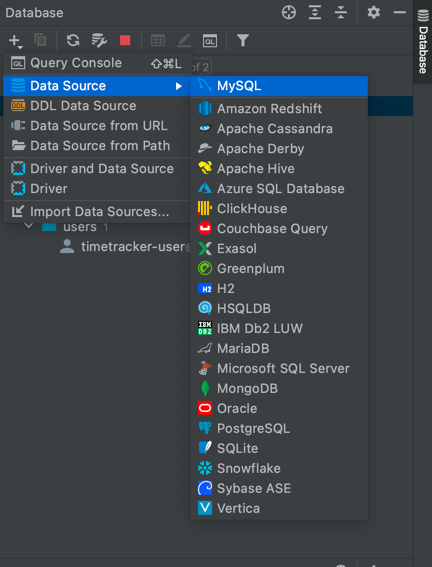 Database
Database
Query Console ⇧⌘L
of 2
Data Source
MySQL
DDL Data Source
Data Source from URL
Data Source from Path
Driver and Data Source
Driver
Import Data Sources...
users 1
timetracker-user@
Amazon Redshift
Apache Cassandra
Apache Derby
Apache Hive
Azure SQL Database
ClickHouse
Couchbase Query
Exasol
Greenplum
H2 H2
HSQLDB
IBM DB2 IBM Db2 LUW
MariaDB
Microsoft SQL Server
MongoDB
Oracle
PostgreSQL
SQLite
Snowflake
Sybase ASE
Vertica